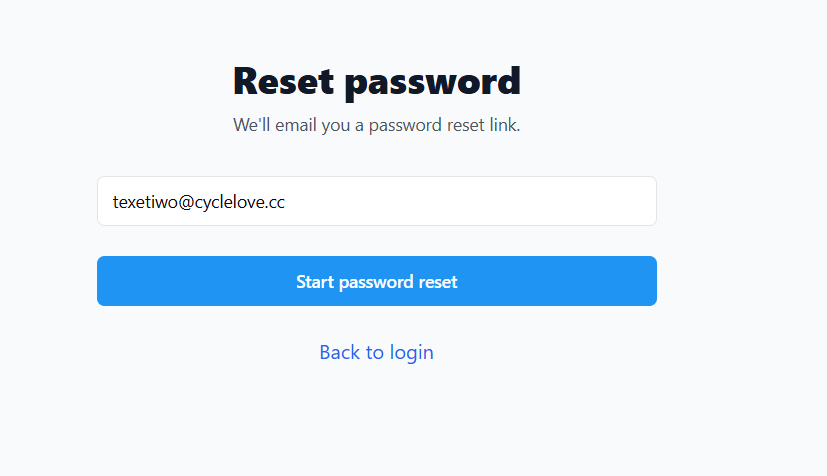 Reset password
We'll email you a password reset link.
texetiwo@cyclelove.cc
Start password reset
Back to login